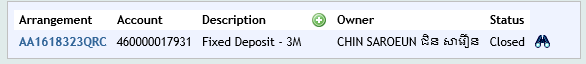 Arrangement Account Description Owner Status
AA1618323QRC 460000017931 Fixed Deposit - 3M CHIN SAROEUN ជិន សារឿន Closed